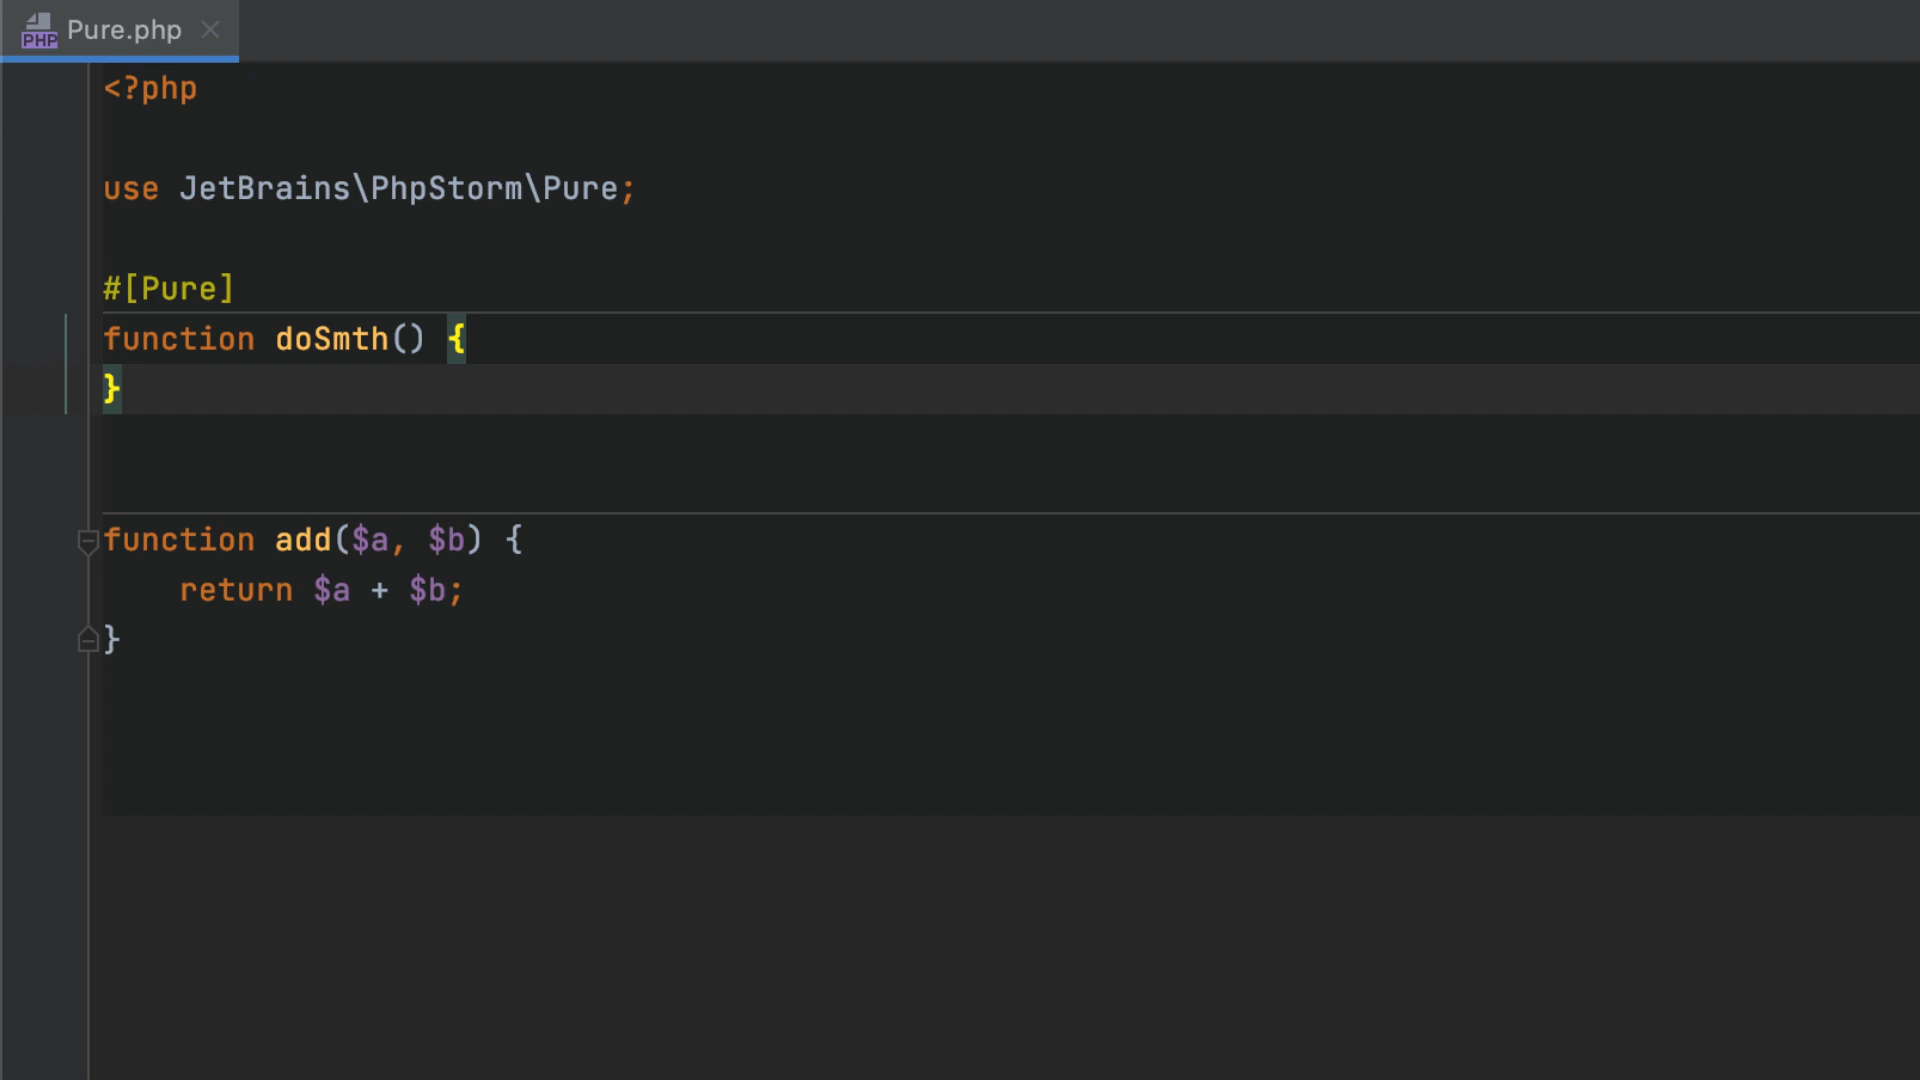 PHP Pure.php
<?php
use JetBrains\PhpStorm\Pure;
#[Pure]
function doSmth() {
}
function add($a, $b) {
return $a + $b;
}